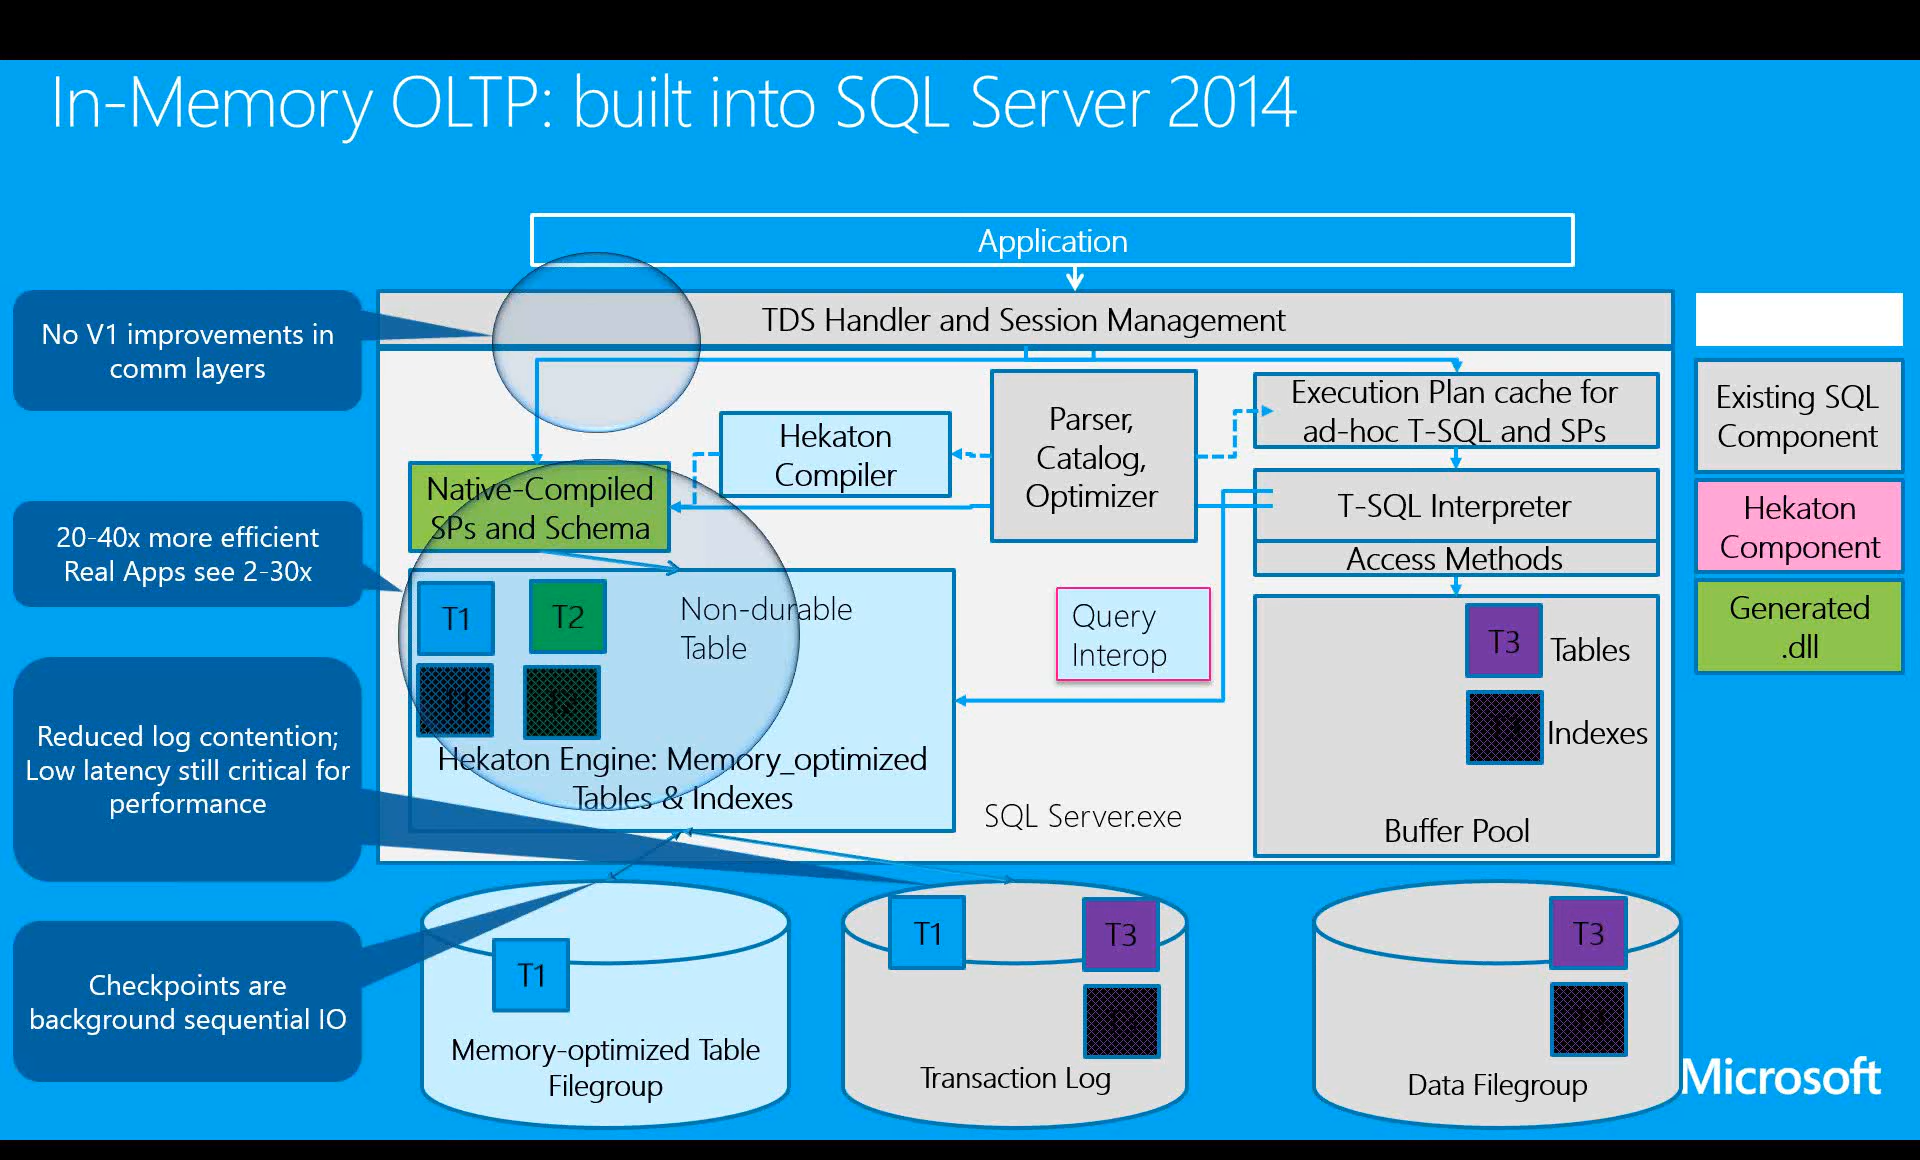 In-Memory OLTP: built into SQL Server 2014
Application
TDS Handler and Session Management
No V1 improvements in
comm layers
Existing SQL
Component
Hekaton
Component
Generated
.dll
Parser,
Catalog,
Optimizer
Execution Plan cache for
ad-hoc T-SQL and SPs
Hekaton
Compiler
Native-Compiled
SPs and Schema
T-SQL Interpreter
Access Methods
20-40x more efficient
Real Apps see 2-30x
T1
T2
Non-durable
Table
Query
Interop
T3
Tables
Indexes
Hekaton Engine: Memory_optimized
Tables & Indexes
SQL Server.exe
Buffer Pool
Reduced log contention;
Low latency still critical for
performance
Checkpoints are
background sequential IO
T1
Memory-optimized Table
Filegroup
T1
T3
Transaction Log
T3
Data Filegroup
Microsoft